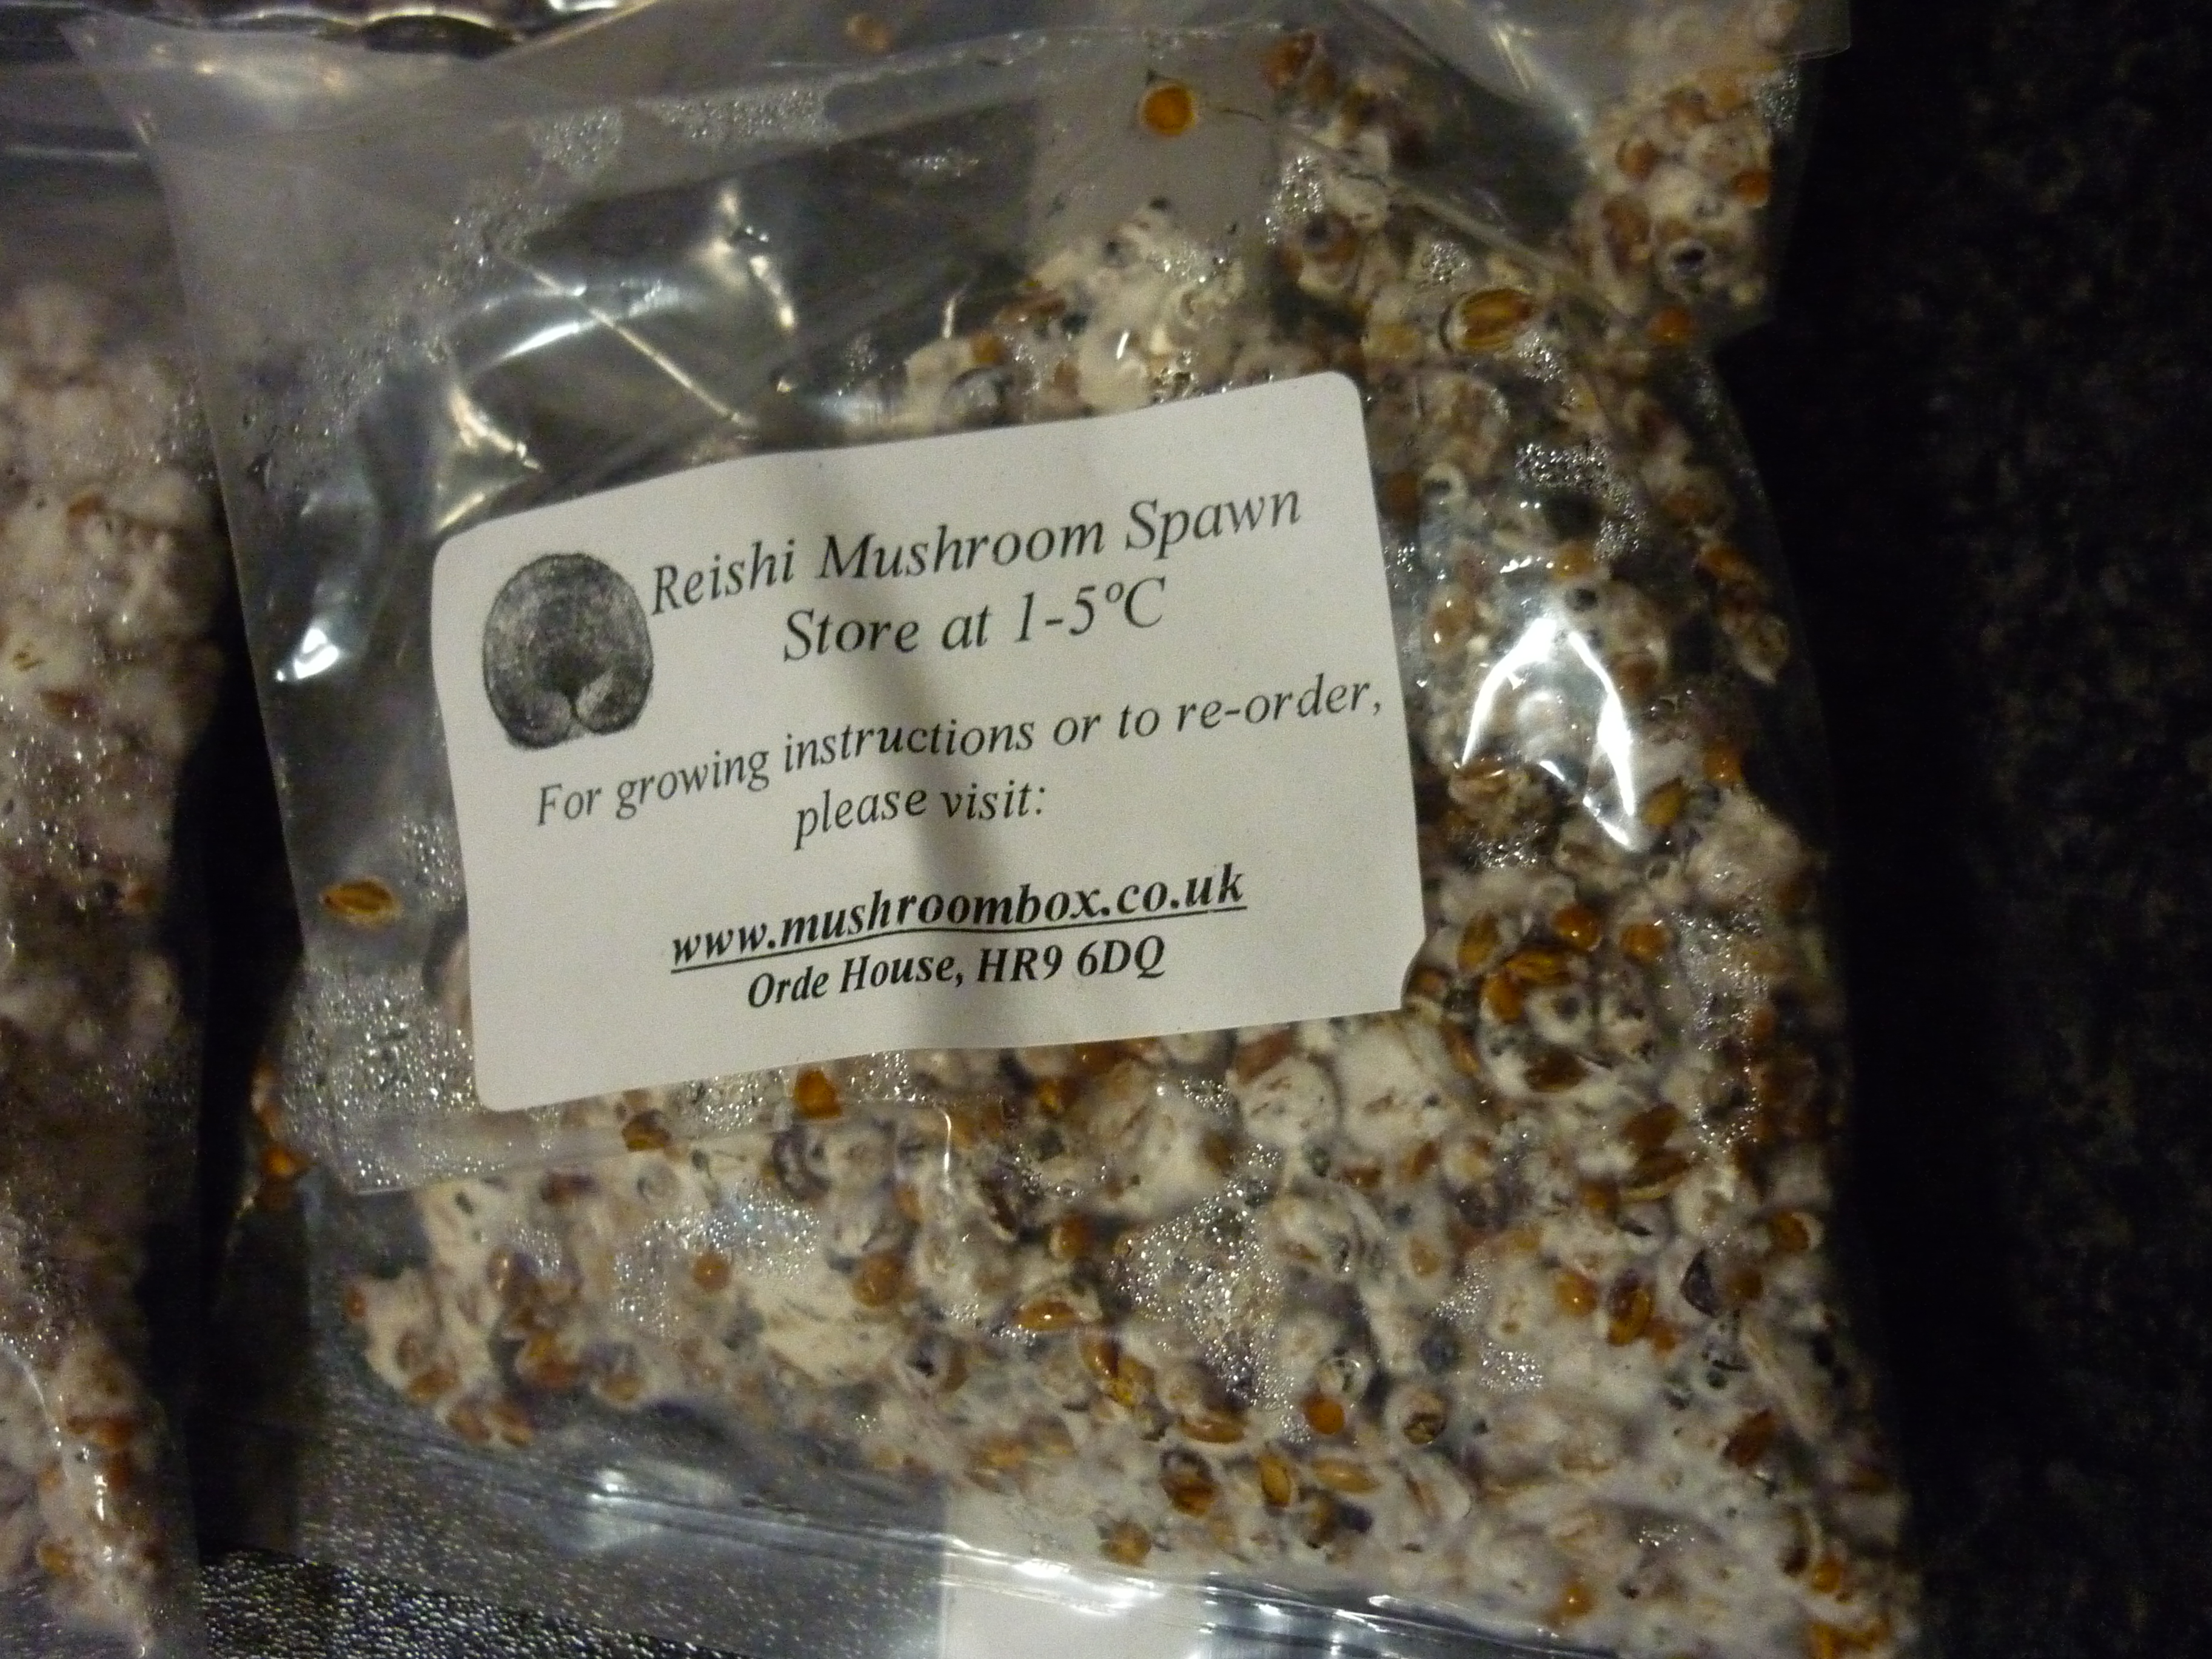 Reishi Mushroom Spawn
Store at 1-5ºC
For growing instructions or to re-order,
please visit:
www.mushroombox.co.uk
Orde House, HR9 6DQ